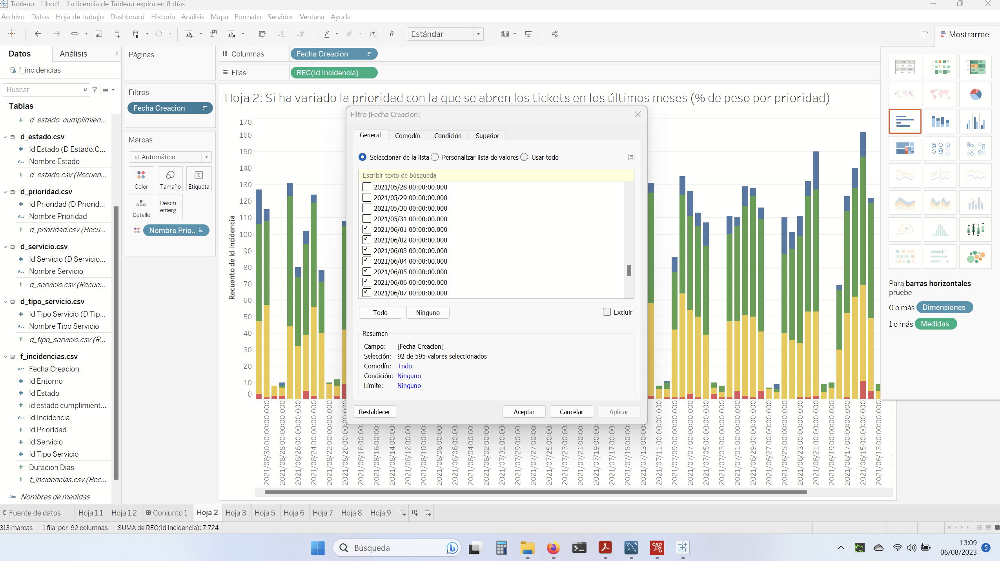 Tableau - Libro1 - La licencia de Tableau expira en 8 días
Archivo Datos Hoja de trabajo Dashboard Historia Análisis Mapa Formato Servidor Ventana Ayuda
Estándar
Mostrarme
Datos
Análisis
f_incidencias
Buscar
Tablas
d_estado_cumplimien...
d_estado.csv
Id Estado (D Estado.C...
Abc Nombre Estado
d_estado.csv (Recuen...
d_prioridad.csv
Id Prioridad (D Priorid...
Abc Nombre Prioridad
d_prioridad.csv (Recu...
d_servicio.csv
Id Servicio (D Servicio...
Abc Nombre Servicio
d_servicio.csv (Recue...
d_tipo_servicio.csv
Id Tipo Servicio (D Tip...
Abc Nombre Tipo Servicio
d_tipo_servicio.csv (R...
f_incidencias.csv
Abc Fecha Creacion
Id Entorno
Id Estado
id estado cumplimient...
Abc Id Incidencia
Id Prioridad
Id Servicio
Id Tipo Servicio
Duracion Dias
f_incidencias.csv (Rec...
Abc Nombres de medidas
Páginas
Filtros
Fecha Creacion
Marcas
Automático
Color
Tamaño
Etiqueta
Detalle
Descri...
emerg...
Nombre Prio..
Columnas
Fecha Creacion
Filas
REC(Id Incidencia)
Hoja 2: Si ha variado la prioridad con la que se abren los tickets en los últimos meses (% de peso por prioridad)
Recuento de Id Incidencia
170
160
150
140
130
120
110
100
90
80
70
60
50
40
30
20
10
0
2021/08/30 00:00:00.000
2021/08/28 00:00:00.000
2021/08/26 00:00:00.000
2021/08/24 00:00:00.000
2021/08/22 00:00:00.000
2021/08/20 00:00:00.000
2021/08/18 00:00
2021/08/16 00:00
2021/08/14 00:00
2021/08/12 00:00
2021/08/10 00:00
2021/08/08 00:00
2021/08/06 00:00
2021/08/04 00:00
2021/08/02 00:00
2021/07/31 00:00
2021/07/29 00:00
2021/07/27 00:00
2021/07/25 00:00
2021/07/23 00:00
2021/07/21 00:00
2021/07/19 00:00
2021/07/17 00:00
2021/07/15 00:00
2021/07/13 00:00
2021/07/11 00:00:00.000
2021/07/09 00:00:00.000
2021/07/07 00:00:00.000
2021/07/05 00:00:00.000
2021/07/03 00:00:00.000
2021/07/01 00:00:00.000
2021/06/29 00:00:00.000
2021/06/27 00:00:00.000
2021/06/25 00:00:00.000
2021/06/23 00:00:00.000
2021/06/21 00:00:00.000
2021/06/19 00:00:00.000
2021/06/17 00:00:00.000
2021/06/15 00:00:00.000
2021/06/13 00:00:00.000
Filtro [Fecha Creacion]
General
Comodín
Condición
Superior
Seleccionar de la lista
Personalizar lista de valores
Usar todo
Escribir texto de búsqueda
2021/05/28 00:00:00.000
2021/05/29 00:00:00.000
2021/05/30 00:00:00.000
2021/05/31 00:00:00.000
2021/06/01 00:00:00.000
2021/06/02 00:00:00.000
2021/06/03 00:00:00.000
2021/06/04 00:00:00.000
2021/06/05 00:00:00.000
2021/06/06 00:00:00.000
2021/06/07 00:00:00.000
Todo
Ninguno
Excluir
Resumen
Campo: [Fecha Creacion]
Selección: 92 de 595 valores seleccionados
Comodín: Todo
Condición: Ninguno
Límite: Ninguno
Restablecer
Aceptar
Cancelar
Aplicar
Para barras horizontales
pruebe
0 o más Dimensiones
1 o más Medidas
Fuente de datos
Hoja 1.1
Hoja 1.2
Conjunto 1
Hoja 2
Hoja 3
Hoja 5
Hoja 6
Hoja 7
Hoja 8
Hoja 9
313 marcas 1 fila por 92 columnas SUMA de REC(Id Incidencia): 7.724
Búsqueda
13:09
06/08/2023
5